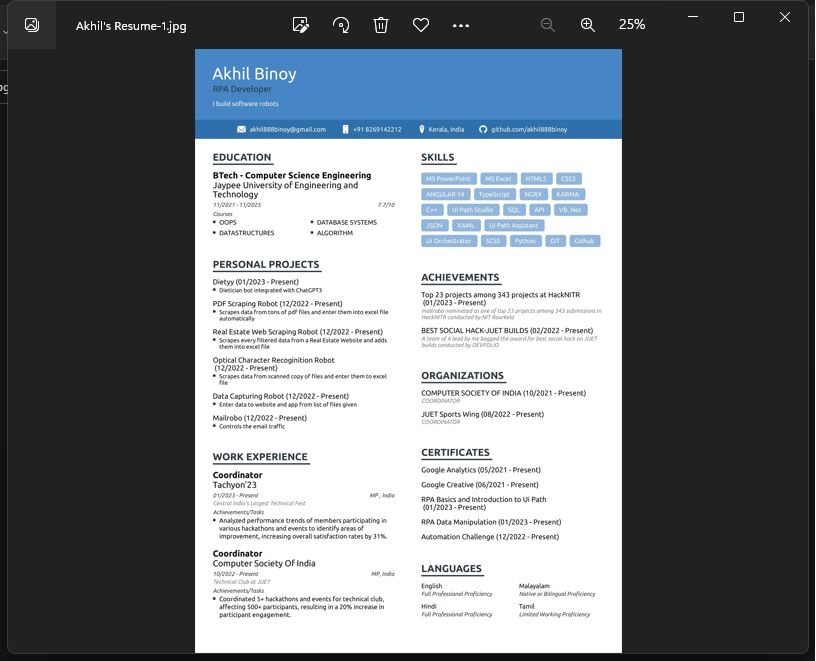 Akhil's Resume-1.jpg
25%
Akhil Binoy
RPA Developer
I build software robots
akhil888binoy@gmail.com +91 8269142212 Kerala, India github.com/akhil888binoy
EDUCATION
BTech - Computer Science Engineering
Jaypee University of Engineering and
Technology
11/2021 - 11/2025 7.7/10
Courses
OOPS DATABASE SYSTEMS
DATASTRUCTURES ALGORITHM
PERSONAL PROJECTS
Dietyy (01/2023 - Present)
Dietician bot integrated with ChatGPT3
PDF Scraping Robot (12/2022 - Present)
Scrapes data from tons of pdf files and enter them into excel file
automatically
Real Estate Web Scraping Robot (12/2022 - Present)
Scrapes every filtered data from a Real Estate Website and adds
them into excel file
Optical Character Recoginition Robot
(12/2022 - Present)
Scrapes data from scanned copy of files and enter them to excel
file
Data Capturing Robot (12/2022 - Present)
Enter data to website and app from list of files given
Mailrobo (12/2022 - Present)
Controls the email traffic
WORK EXPERIENCE
Coordinator
Tachyon'23
01/2023 - Present MP , India
Central India's Largest Technical Fest
Achievements/Tasks
Analyzed performance trends of members participating in
various hackathons and events to identify areas of
improvement, increasing overall satisfaction rates by 31%.
Coordinator
Computer Society Of India
10/2022 - Present MP, India
Technical Club at JUET
Achievements/Tasks
Coordinated 5+ hackathons and events for technical club,
affecting 500+ participants, resulting in a 20% increase in
participant engagement.
SKILLS
MS PowerPoint MS Excel HTML5 CSS3
ANGULAR 14 TypeScript NGRX KARMA
C++ Ui Path Studio SQL API VB .Net
JSON XAML Ui Path Assistant
Ui Orchestrator SCSS Python GIT Github
ACHIEVEMENTS
Top 23 projects among 343 projects at HackNITR
(01/2023 - Present)
mailrobo nominated as one of top 23 projects among 343 submissions in
HackNITR conducted by NIT Rourkela
BEST SOCIAL HACK-JUET BUILDS (02/2022 - Present)
A team of 4 lead by me bagged the award for best social hack on JUET
builds conducted by DEVFOLIO
ORGANIZATIONS
COMPUTER SOCIETY OF INDIA (10/2021 - Present)
COORDINATOR
JUET Sports Wing (08/2022 - Present)
COORDINATOR
CERTIFICATES
Google Analytics (05/2021 - Present)
Google Creative (06/2021 - Present)
RPA Basics and Introduction to Ui Path
(01/2023 - Present)
RPA Data Manipulation (01/2023 - Present)
Automation Challenge (12/2022 - Present)
LANGUAGES
English Malayalam
Full Professional Proficiency Native or Bilingual Proficiency
Hindi Tamil
Full Professional Proficiency Limited Working Proficiency